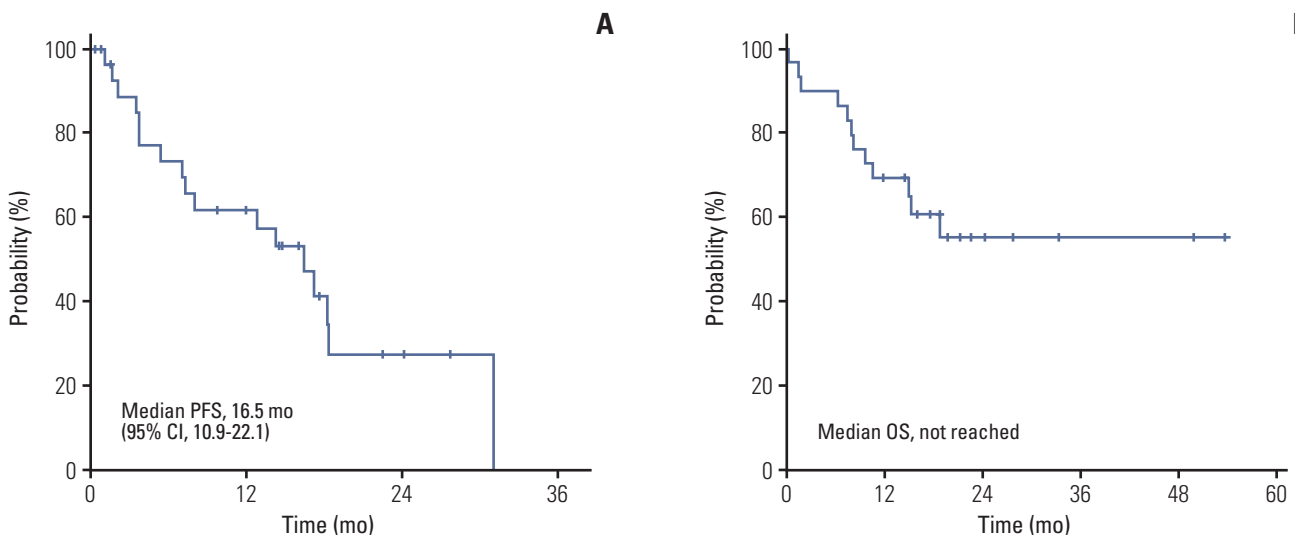 A
100
80
60
40
20
0
Probability (%)
Median PFS, 16.5 mo
(95% CI, 10.9-22.1)
0 12 24 36
Time (mo)
100
80
60
40
20
0
Probability (%)
Median OS, not reached
0 12 24 36 48 60
Time (mo)